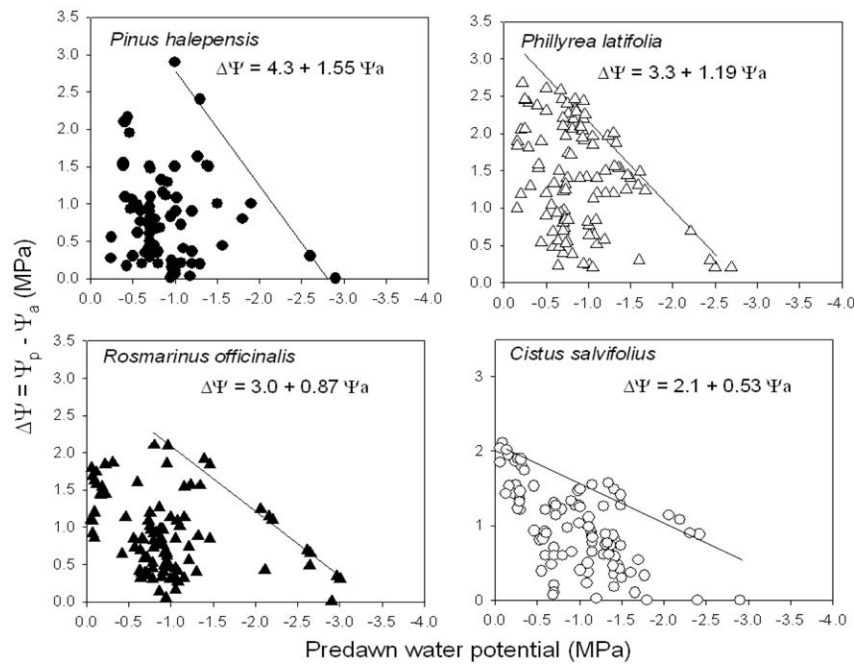 Pinus halepensis
ΔΨ = 4.3 + 1.55 Ψa
3.5
3.0
2.5
2.0
1.5
1.0
0.5
0.0
0.0 -0.5 -1.0 -1.5 -2.0 -2.5 -3.0 -3.5 -4.0
Phillyrea latifolia
ΔΨ = 3.3 + 1.19 Ψa
3.5
3.0
2.5
2.0
1.5
1.0
0.5
0.0
0.0 -0.5 -1.0 -1.5 -2.0 -2.5 -3.0 -3.5 -4.0
ΔΨ = Ψp - Ψa (MPa)
Rosmarinus officinalis
ΔΨ = 3.0 + 0.87 Ψa
3.5
3.0
2.5
2.0
1.5
1.0
0.5
0.0
0.0 -0.5 -1.0 -1.5 -2.0 -2.5 -3.0 -3.5 -4.0
Cistus salvifolius
ΔΨ = 2.1 + 0.53 Ψa
3
2
1
0
0.0 -0.5 -1.0 -1.5 -2.0 -2.5 -3.0 -3.5 -4.0
Predawn water potential (MPa)